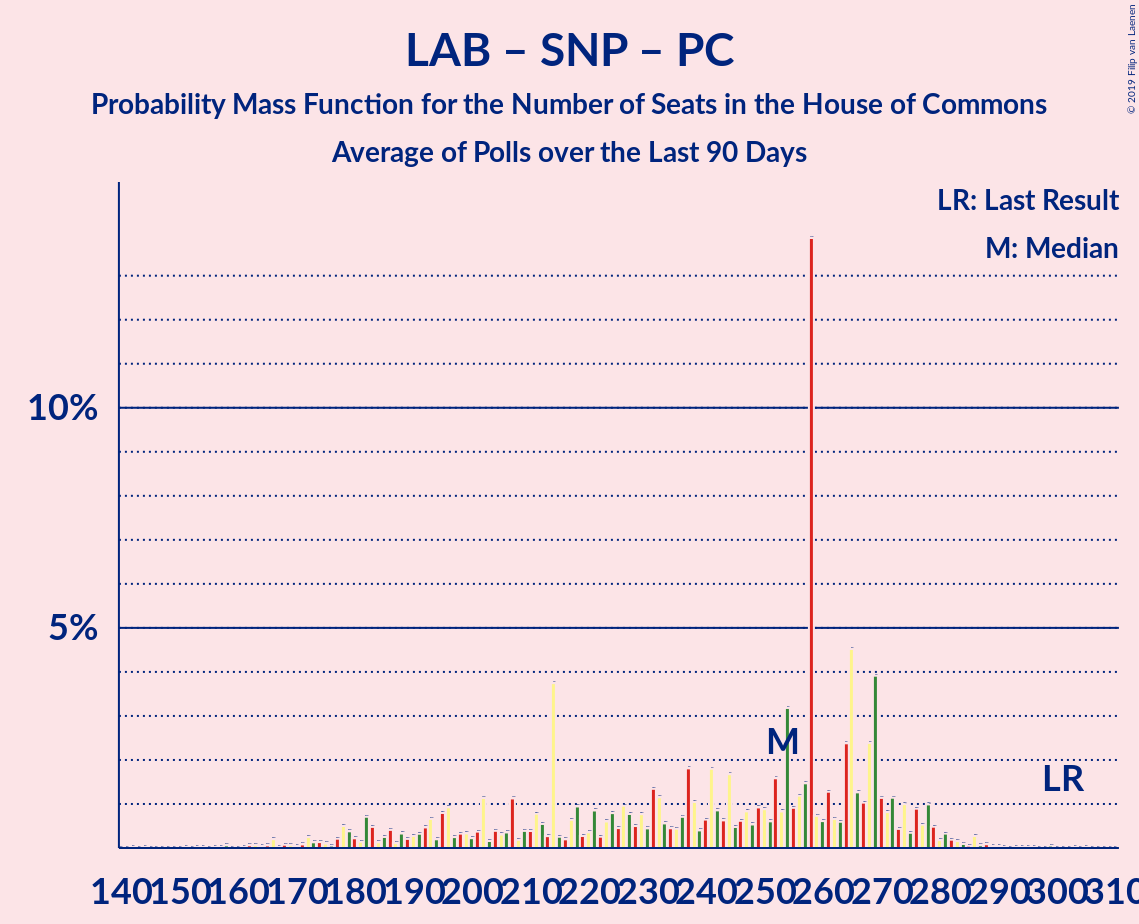 LAB – SNP – PC
Probability Mass Function for the Number of Seats in the House of Commons
Average of Polls over the Last 90 Days
© 2019 Filip van Laenen
LR: Last Result
M: Median
10%
5%
M
LR
140 150 160 170 180 190 200 210 220 230 240 250 260 270 280 290 300 310